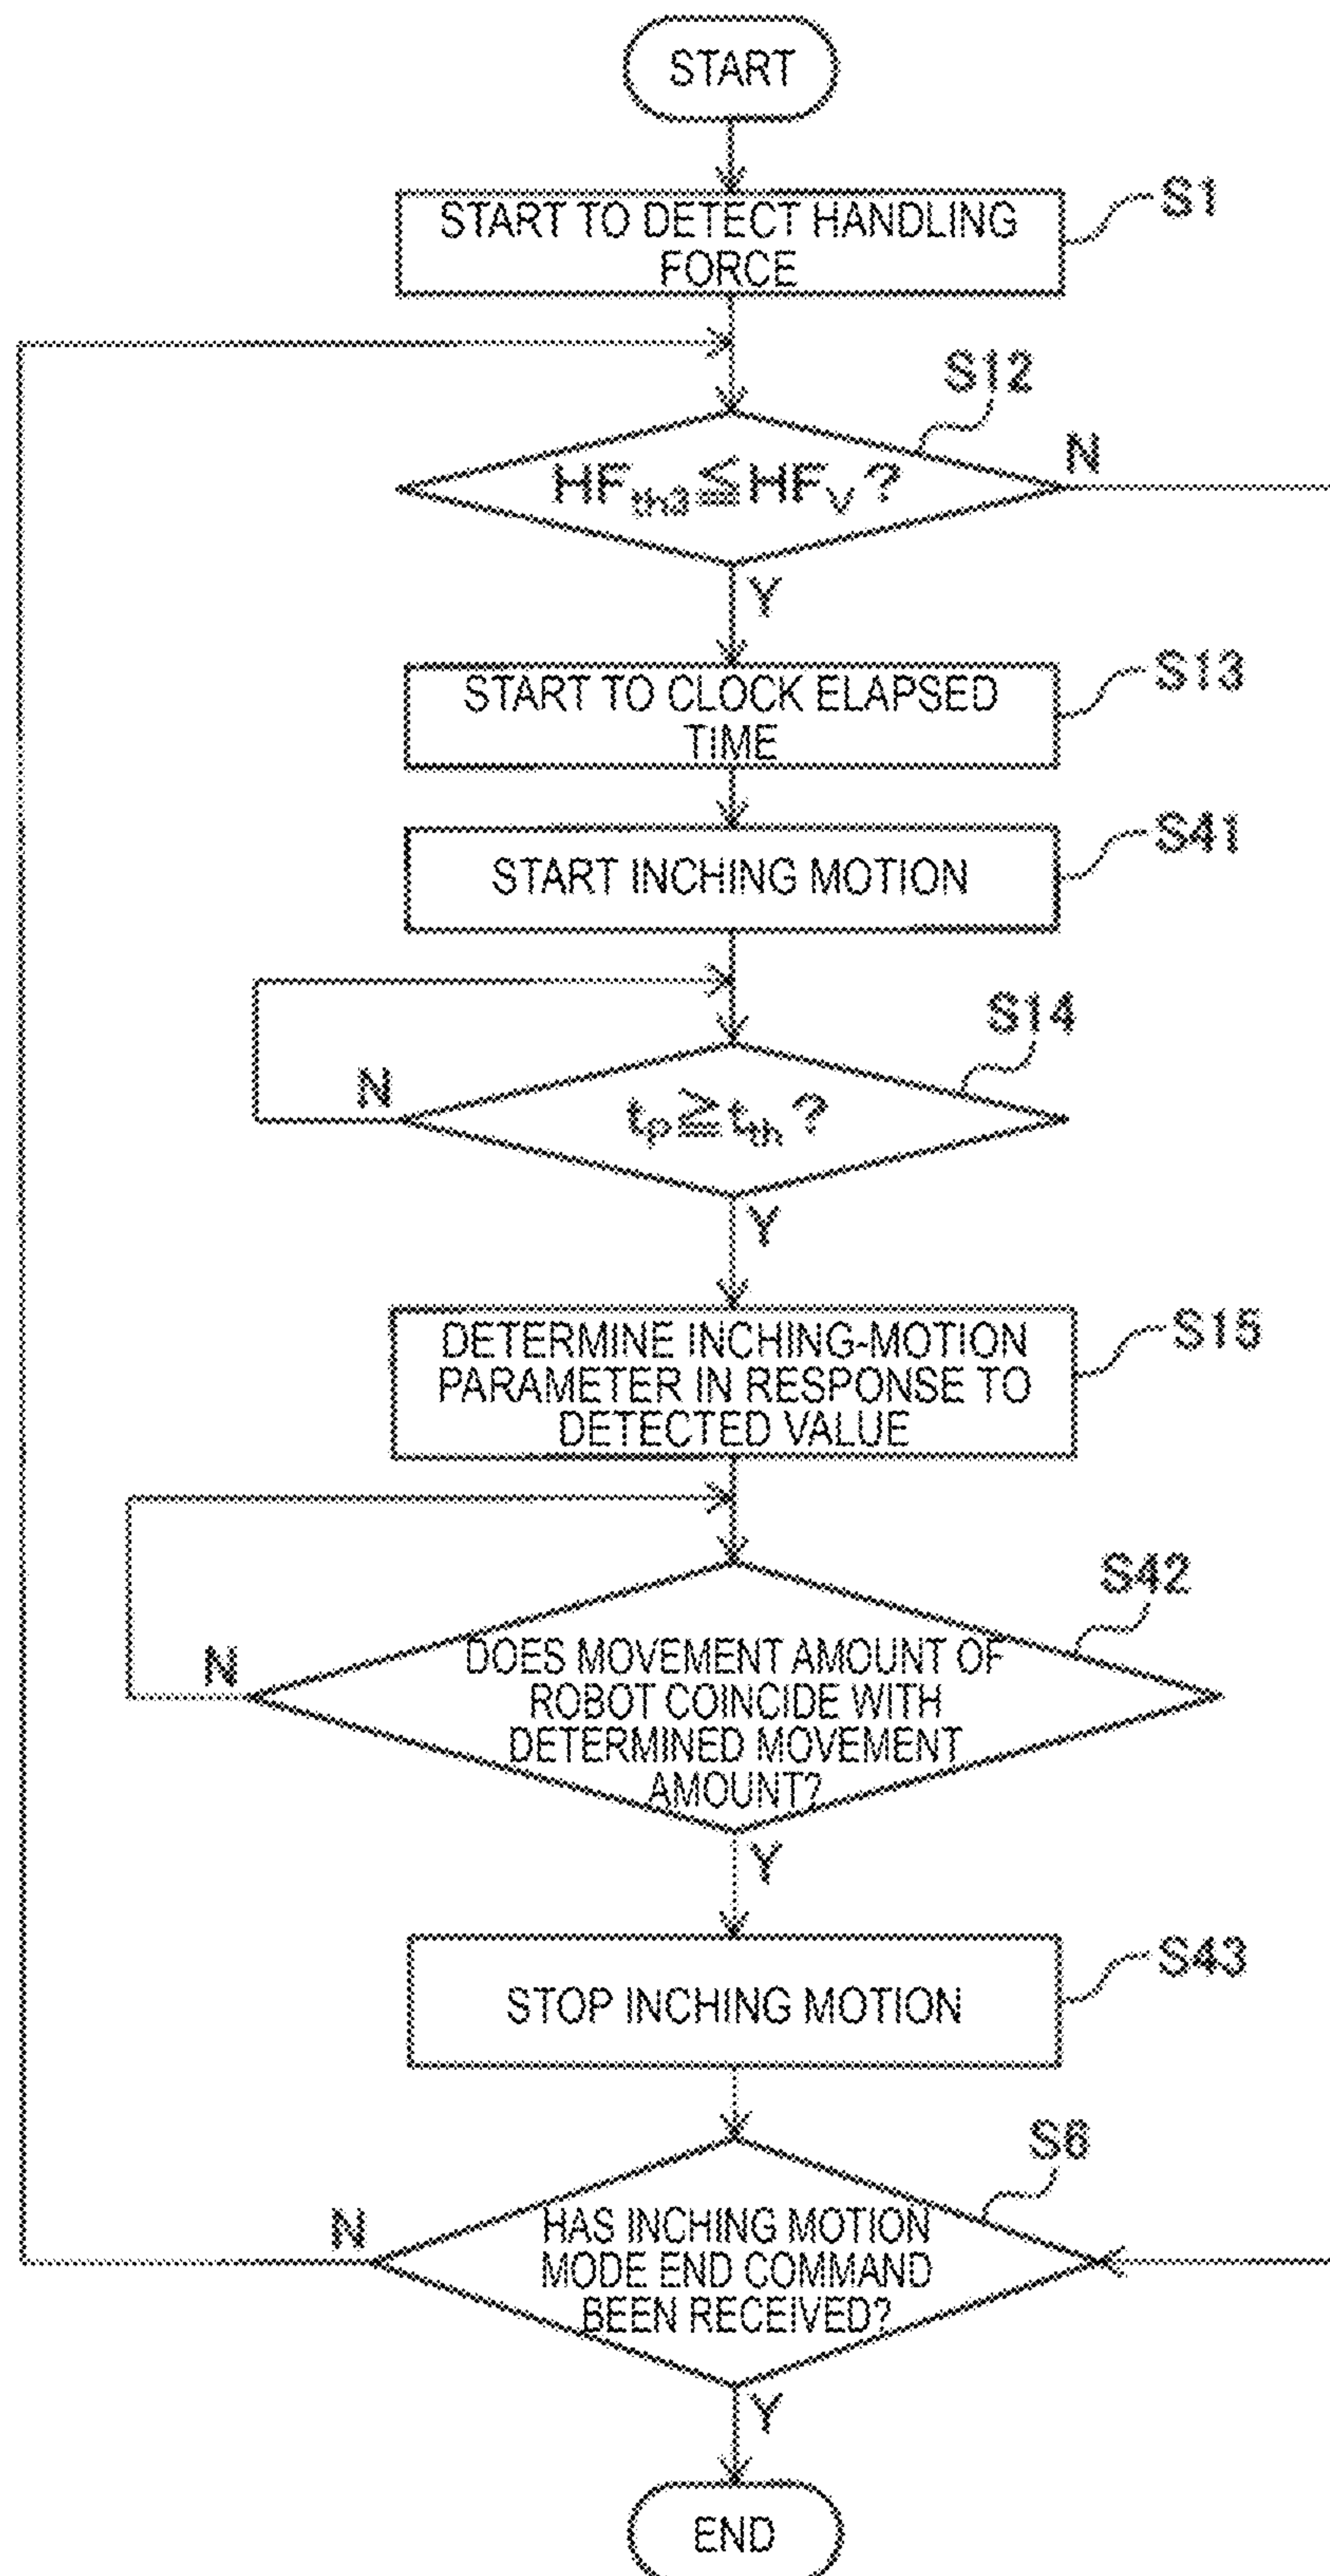 START
START TO DETECT HANDLING
FORCE
S1
S12
HFth3≦HFV?
N
Y
START TO CLOCK ELAPSED
TIME
S13
START INCHING MOTION
S41
S14
N
tp≧tth?
Y
DETERMINE INCHING-MOTION
PARAMETER IN RESPONSE TO
DETECTED VALUE
S15
S42
N
DOES MOVEMENT AMOUNT OF
ROBOT COINCIDE WITH
DETERMINED MOVEMENT
AMOUNT?
Y
STOP INCHING MOTION
S43
S6
N
HAS INCHING MOTION
MODE END COMMAND
BEEN RECEIVED?
Y
END